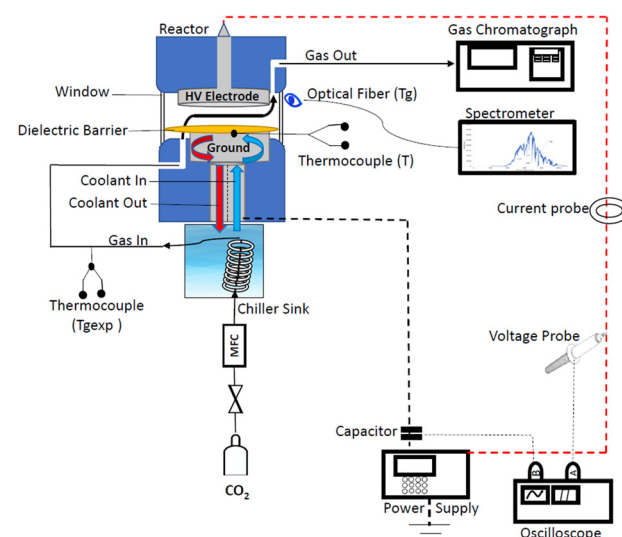 Reactor
Gas Chromatograph
Gas Out
Window
HV Electrode
Optical Fiber (Tg)
Spectrometer
Dielectric Barrier
Ground
Thermocouple (T)
Coolant In
Coolant Out
Current probe
Gas In
Thermocouple
(Tgexp )
Chiller Sink
MFC
Voltage Probe
Capacitor
CO2
B
A
Power Supply
Oscilloscope